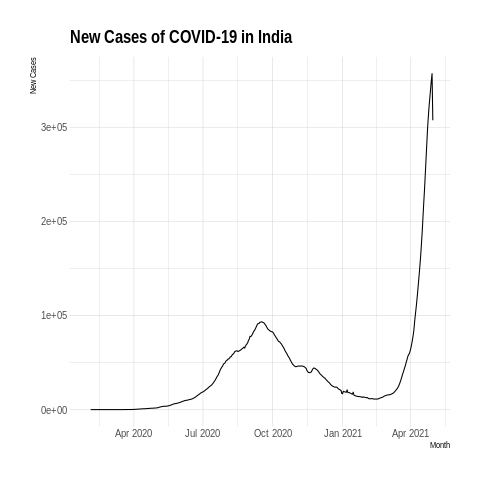 New Cases of COVID-19 in India
New Cases
3e+05
2e+05
1e+05
0e+00
Apr 2020 Jul 2020 Oct 2020 Jan 2021 Apr 2021
Month